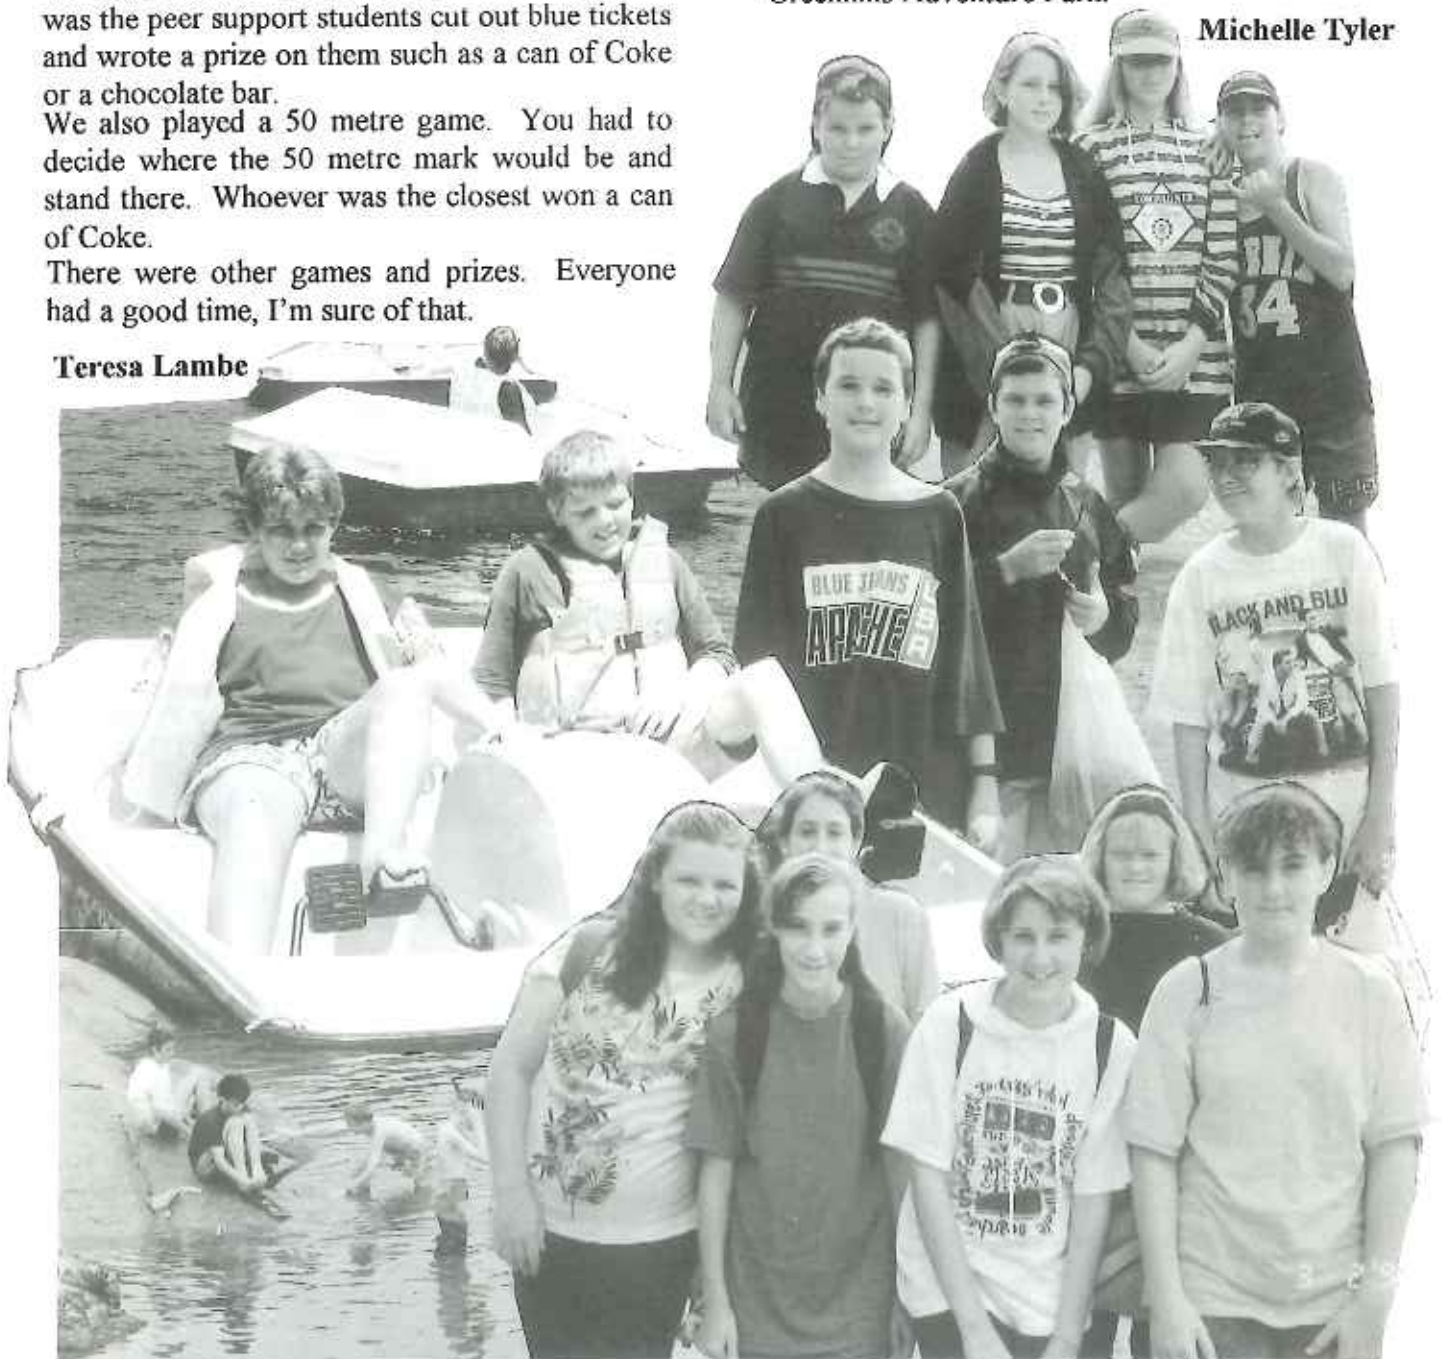 was the peer support students cut out blue tickets
and wrote a prize on them such as a can of Coke
or a chocolate bar.
We also played a 50 metre game. You had to
decide where the 50 metre mark would be and
stand there. Whoever was the closest won a can
of Coke.
There were other games and prizes. Everyone
had a good time, I'm sure of that.
Teresa Lambe
Michelle Tyler
34
BLUE JEANS
APACHE
USA
BLACK AND BLU